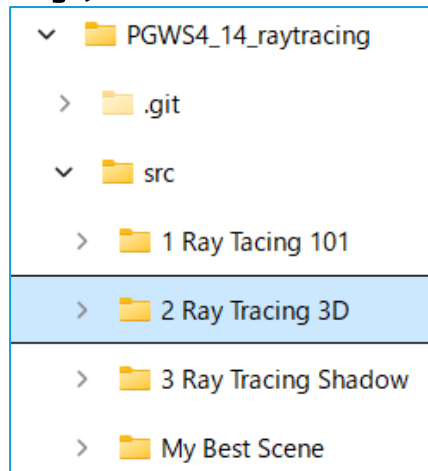 PGWS4_14_raytracing
.git
src
1 Ray Tacing 101
2 Ray Tracing 3D
3 Ray Tracing Shadow
My Best Scene